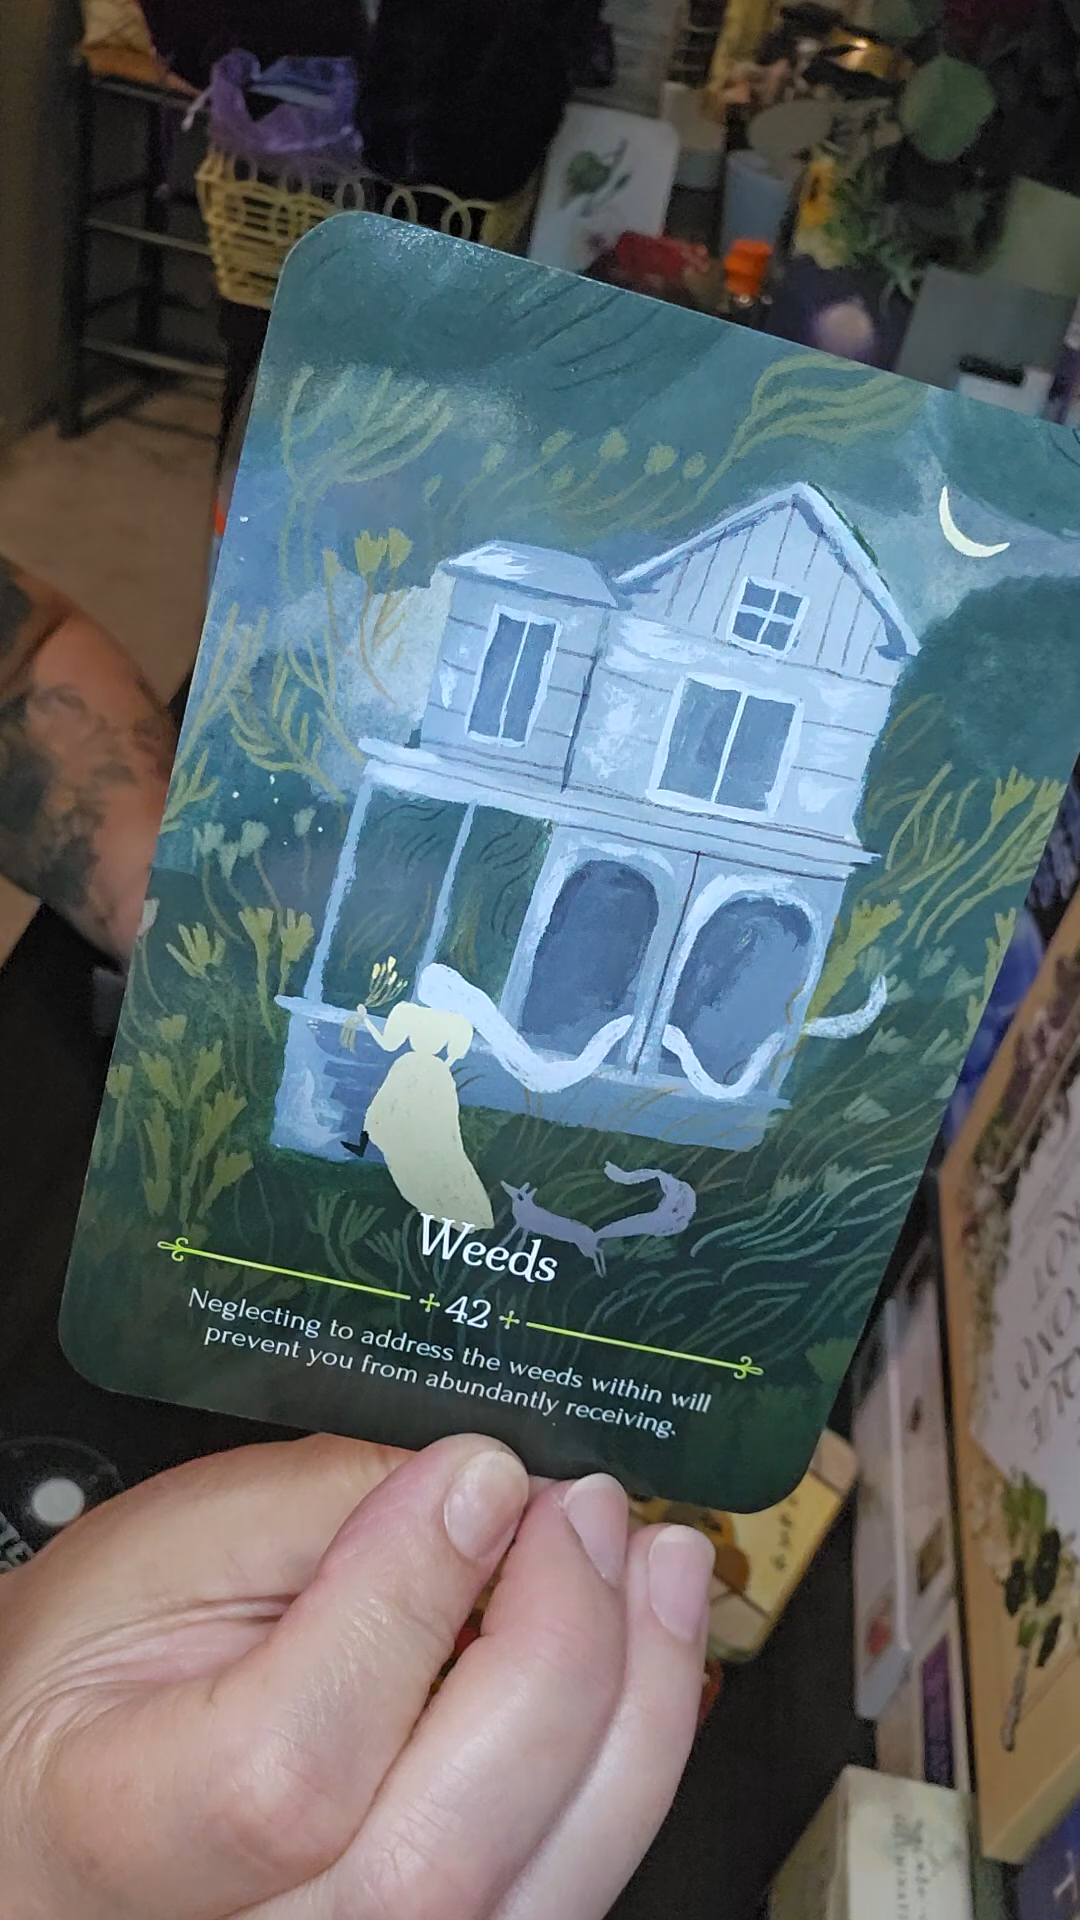 Weeds
42
Neglecting to address the weeds within will
prevent you from abundantly receiving.